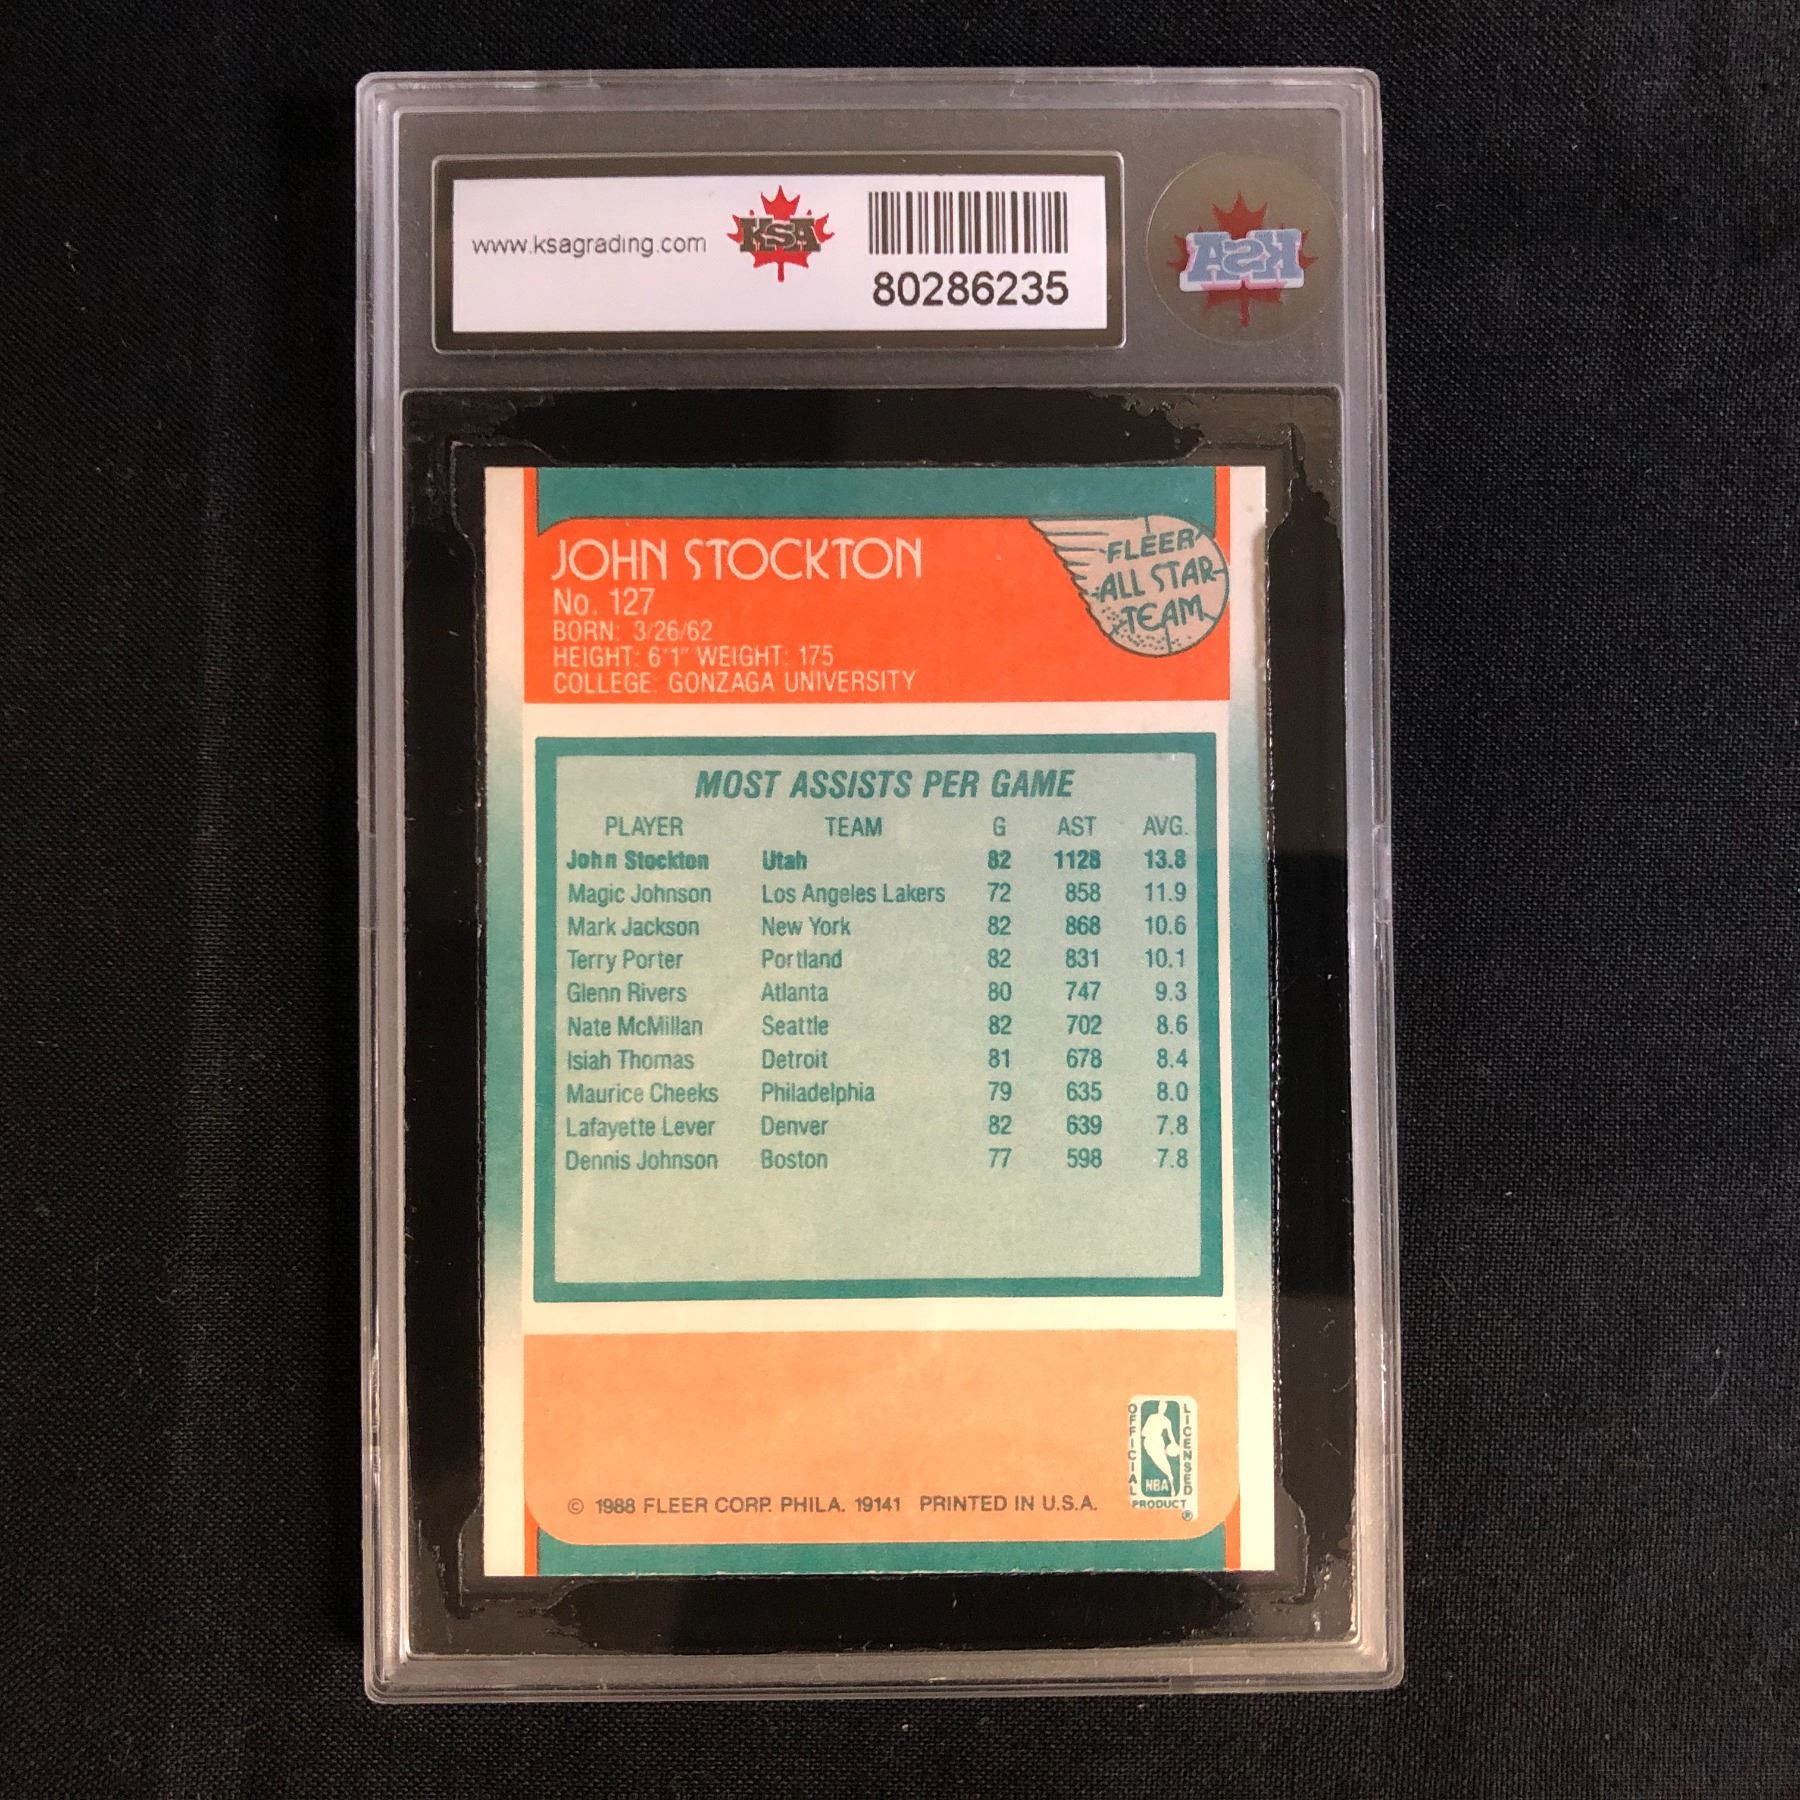 www.ksagrading.com KSA
80286235
KSA
JOHN STOCKTON
No. 127
BORN: 3/26/62
HEIGHT: 6'1" WEIGHT: 175
COLLEGE: GONZAGA UNIVERSITY
FLEER
ALL STAR
TEAM
MOST ASSISTS PER GAME
PLAYER TEAM G AST AVG.
John Stockton Utah 82 1128 13.8
Magic Johnson Los Angeles Lakers 72 858 11.9
Mark Jackson New York 82 868 10.6
Terry Porter Portland 82 831 10.1
Glenn Rivers Atlanta 80 747 9.3
Nate McMillan Seattle 82 702 8.6
Isiah Thomas Detroit 81 678 8.4
Maurice Cheeks Philadelphia 79 635 8.0
Lafayette Lever Denver 82 639 7.8
Dennis Johnson Boston 77 598 7.8
OFFICIAL LICENSED
NBA
PRODUCT
®
© 1988 FLEER CORP. PHILA. 19141 PRINTED IN U.S.A.